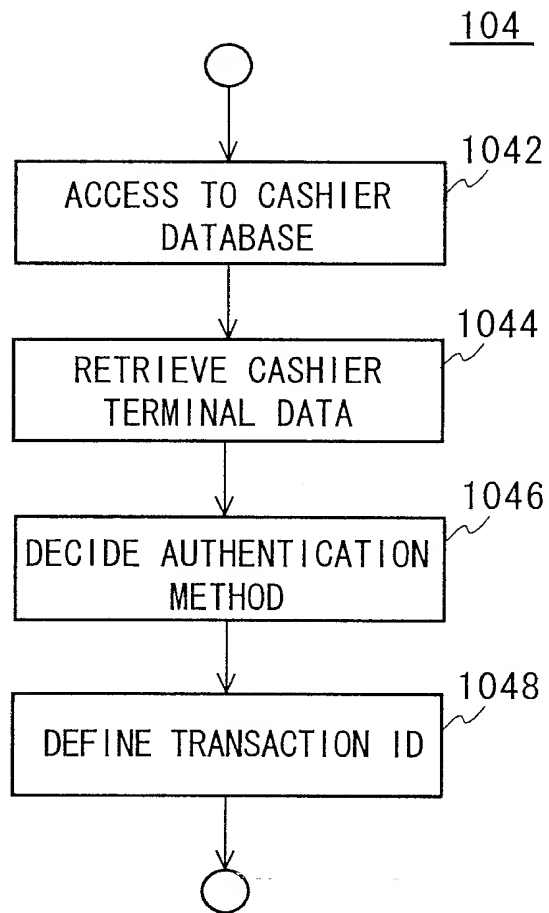 104
1042
ACCESS TO CASHIER
DATABASE
1044
RETRIEVE CASHIER
TERMINAL DATA
1046
DECIDE AUTHENTICATION
METHOD
1048
DEFINE TRANSACTION ID